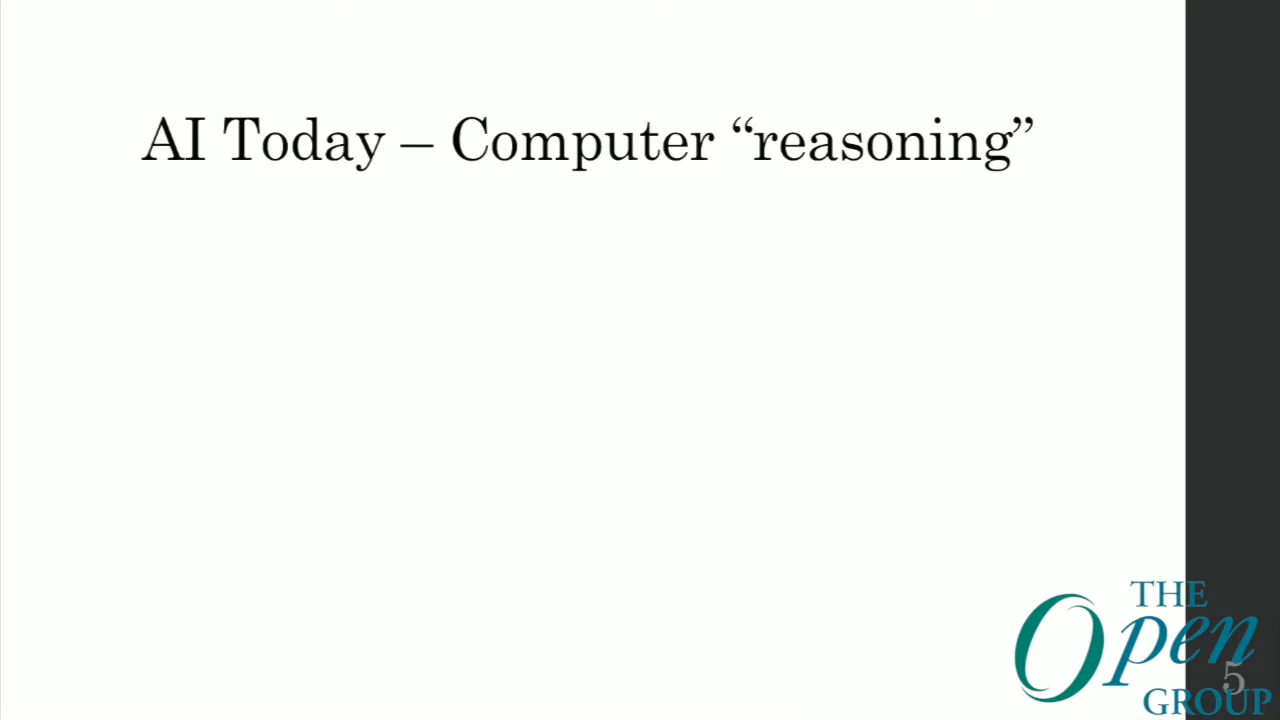 AI Today – Computer “reasoning”
THE
Open
GROUP
5